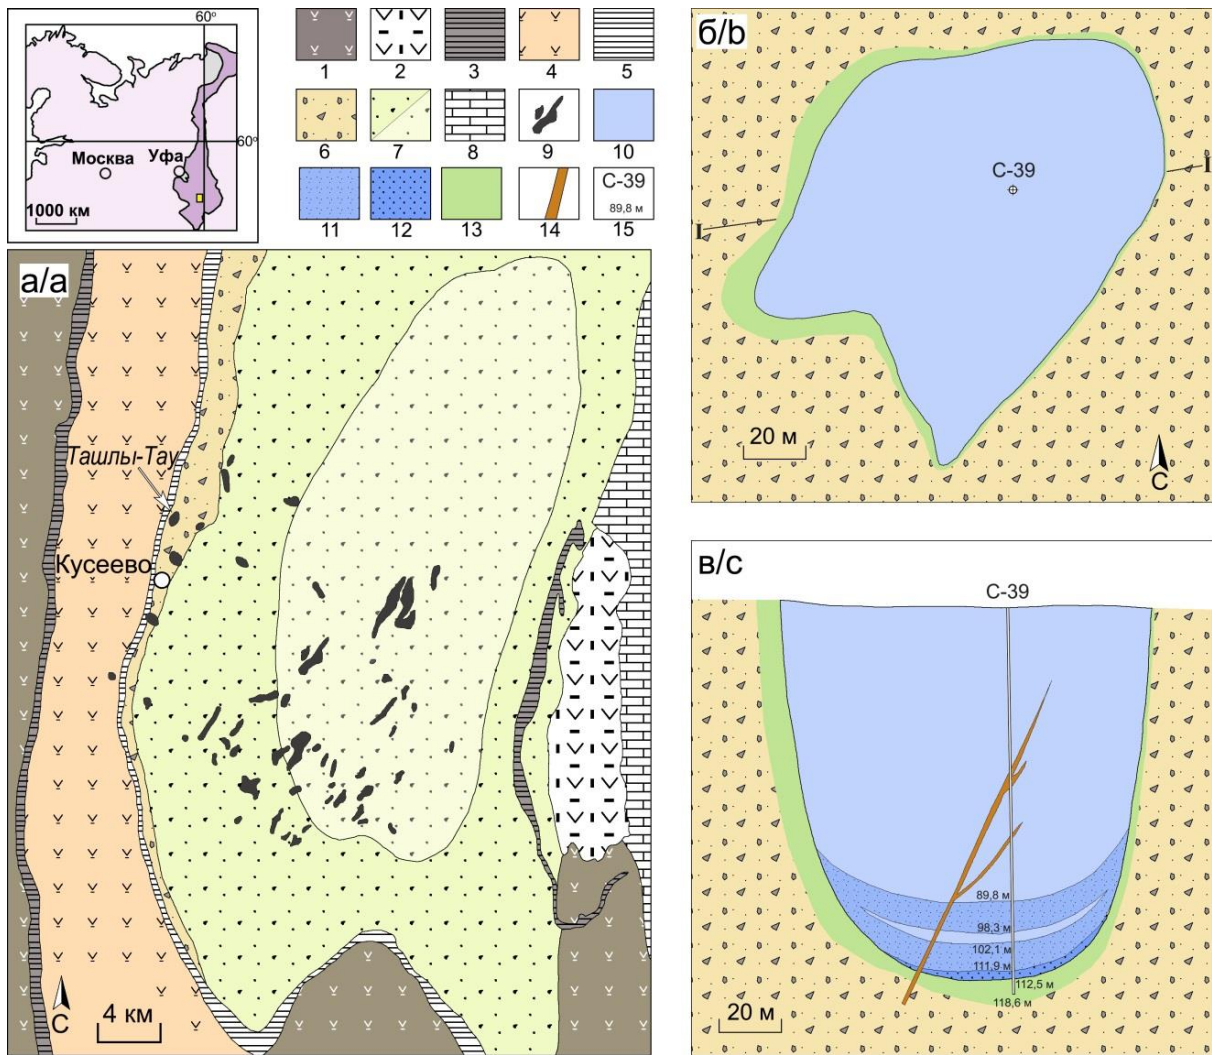 60°
60°
Москва
Уфа
1000 км
1
2
3
4
5
6
7
8
9
10
С-39
89,8 м
11
12
13
14
15
а/a
Ташлы-Тау
Кусеево
С
4 км
б/b
С-39
I
I
20 м
С
в/c
С-39
89,8 м
98,3 м
102,1 м
111,9 м
112,5 м
118,6 м
20 м